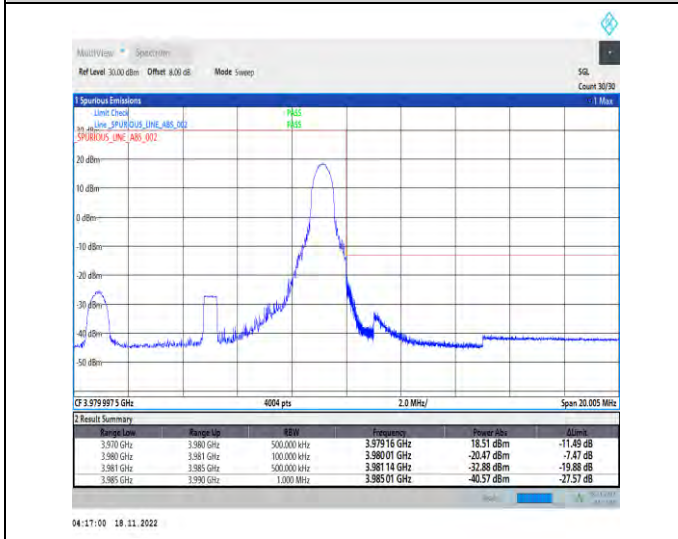 MultiView Spectrum
Ref Level 30.00 dBm Offset 8.00 dB Mode Sweep SGL
Count 30/30
1 Spurious Emissions 1 Max
Limit Check PASS
Line _SPURIOUS_LINE_ABS_002 PASS
_SPURIOUS_LINE_ABS_002
20 dBm
10 dBm
0 dBm
-10 dBm
-20 dBm
-30 dBm
-40 dBm
-50 dBm
CF 3.979 997 5 GHz 4004 pts 2.0 MHz/ Span 20.005 MHz
2 Result Summary
Range Low Range Up RBW Frequency Power Abs ΔLimit
3.970 GHz 3.980 GHz 500.000 kHz 3.979 16 GHz 18.51 dBm -11.49 dB
3.980 GHz 3.981 GHz 100.000 kHz 3.980 01 GHz -20.47 dBm -7.47 dB
3.981 GHz 3.985 GHz 500.000 kHz 3.981 14 GHz -32.88 dBm -19.88 dB
3.985 GHz 3.990 GHz 1.000 MHz 3.985 01 GHz -40.57 dBm -27.57 dB
04:17:00 18.11.2022